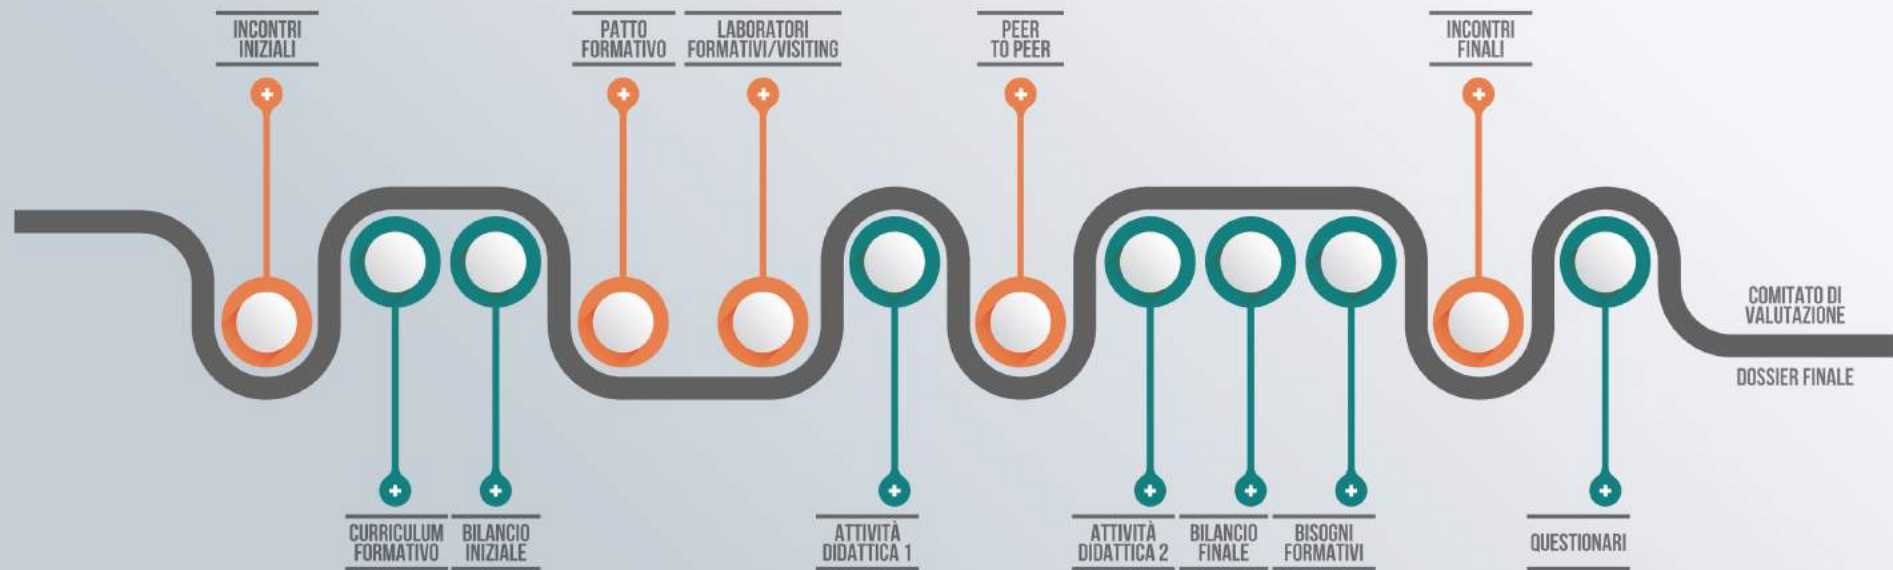 INCONTRI
INIZIALI
PATTO
FORMATIVO
LABORATORI
FORMATIVI/VISITING
PEER
TO PEER
INCONTRI
FINALI
COMITATO DI
VALUTAZIONE
DOSSIER FINALE
CURRICULUM
FORMATIVO
BILANCIO
INIZIALE
ATTIVITÀ
DIDATTICA 1
ATTIVITÀ
DIDATTICA 2
BILANCIO
FINALE
BISOGNI
FORMATIVI
QUESTIONARI